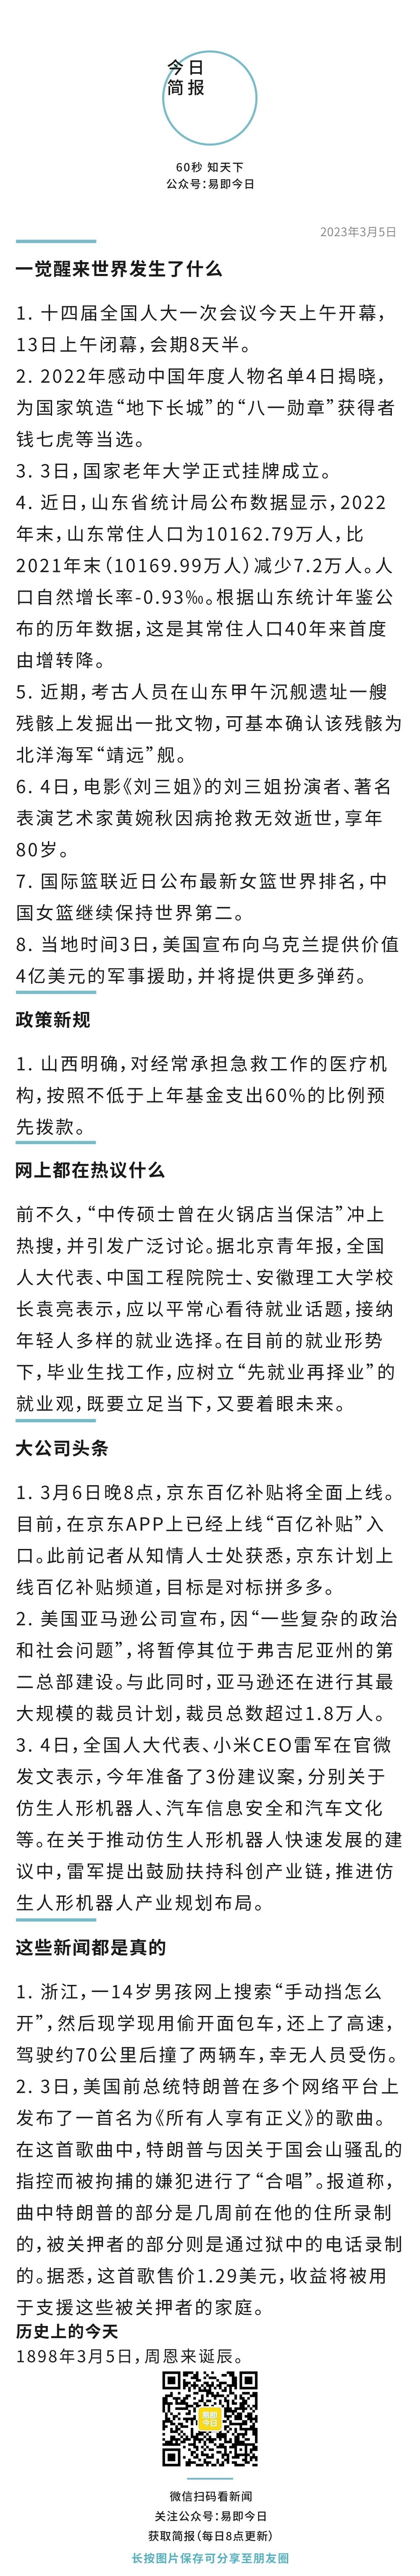 今日
简报
60秒 知天下
公众号：易即今日
2023年3月5日
一觉醒来世界发生了什么
1. 十四届全国人大一次会议今天上午开幕，
13日上午闭幕，会期8天半。
2. 2022年感动中国年度人物名单4日揭晓，
为国家筑造“地下长城”的“八一勋章”获得者
钱七虎等当选。
3. 3日，国家老年大学正式挂牌成立。
4. 近日，山东省统计局公布数据显示，2022
年末，山东常住人口为10162.79万人，比
2021年末（10169.99万人）减少7.2万人。人
口自然增长率-0.93‰。根据山东统计年鉴公
布的历年数据，这是其常住人口40年来首度
由增转降。
5. 近期，考古人员在山东甲午沉舰遗址一艘
残骸上发掘出一批文物，可基本确认该残骸为
北洋海军“靖远”舰。
6. 4日，电影《刘三姐》的刘三姐扮演者、著名
表演艺术家黄婉秋因病抢救无效逝世，享年
80岁。
7. 国际篮联近日公布最新女篮世界排名，中
国女篮继续保持世界第二。
8. 当地时间3日，美国宣布向乌克兰提供价值
4亿美元的军事援助，并将提供更多弹药。
政策新规
1. 山西明确，对经常承担急救工作的医疗机
构，按照不低于上年基金支出60%的比例预
先拨款。
网上都在热议什么
前不久，“中传硕士曾在火锅店当保洁”冲上
热搜，并引发广泛讨论。据北京青年报，全国
人大代表、中国工程院院士、安徽理工大学校
长袁亮表示，应以平常心看待就业话题，接纳
年轻人多样的就业选择。在目前的就业形势
下，毕业生找工作，应树立“先就业再择业”的
就业观，既要立足当下，又要着眼未来。
大公司头条
1. 3月6日晚8点，京东百亿补贴将全面上线。
目前，在京东APP上已经上线“百亿补贴”入
口。此前记者从知情人士处获悉，京东计划上
线百亿补贴频道，目标是对标拼多多。
2. 美国亚马逊公司宣布，因“一些复杂的政治
和社会问题”，将暂停其位于弗吉尼亚州的第
二总部建设。与此同时，亚马逊还在进行其最
大规模的裁员计划，裁员总数超过1.8万人。
3. 4日，全国人大代表、小米CEO雷军在官微
发文表示，今年准备了3份建议案，分别关于
仿生人形机器人、汽车信息安全和汽车文化
等。在关于推动仿生人形机器人快速发展的建
议中，雷军提出鼓励扶持科创产业链，推进仿
生人形机器人产业规划布局。
这些新闻都是真的
1. 浙江，一14岁男孩网上搜索“手动挡怎么
开”，然后现学现用偷开面包车，还上了高速，
驾驶约70公里后撞了两辆车，幸无人员受伤。
2. 3日，美国前总统特朗普在多个网络平台上
发布了一首名为《所有人享有正义》的歌曲。
在这首歌曲中，特朗普与因关于国会山骚乱的
指控而被拘捕的嫌犯进行了“合唱”。报道称，
曲中特朗普的部分是几周前在他的住所录制
的，被关押者的部分则是通过狱中的电话录制
的。据悉，这首歌售价1.29美元，收益将被用
于支援这些被关押者的家庭。
历史上的今天
1898年3月5日，周恩来诞辰。
易即
今日
微信扫码看新闻
关注公众号：易即今日
获取简报（每日8点更新）
长按图片保存可分享至朋友圈